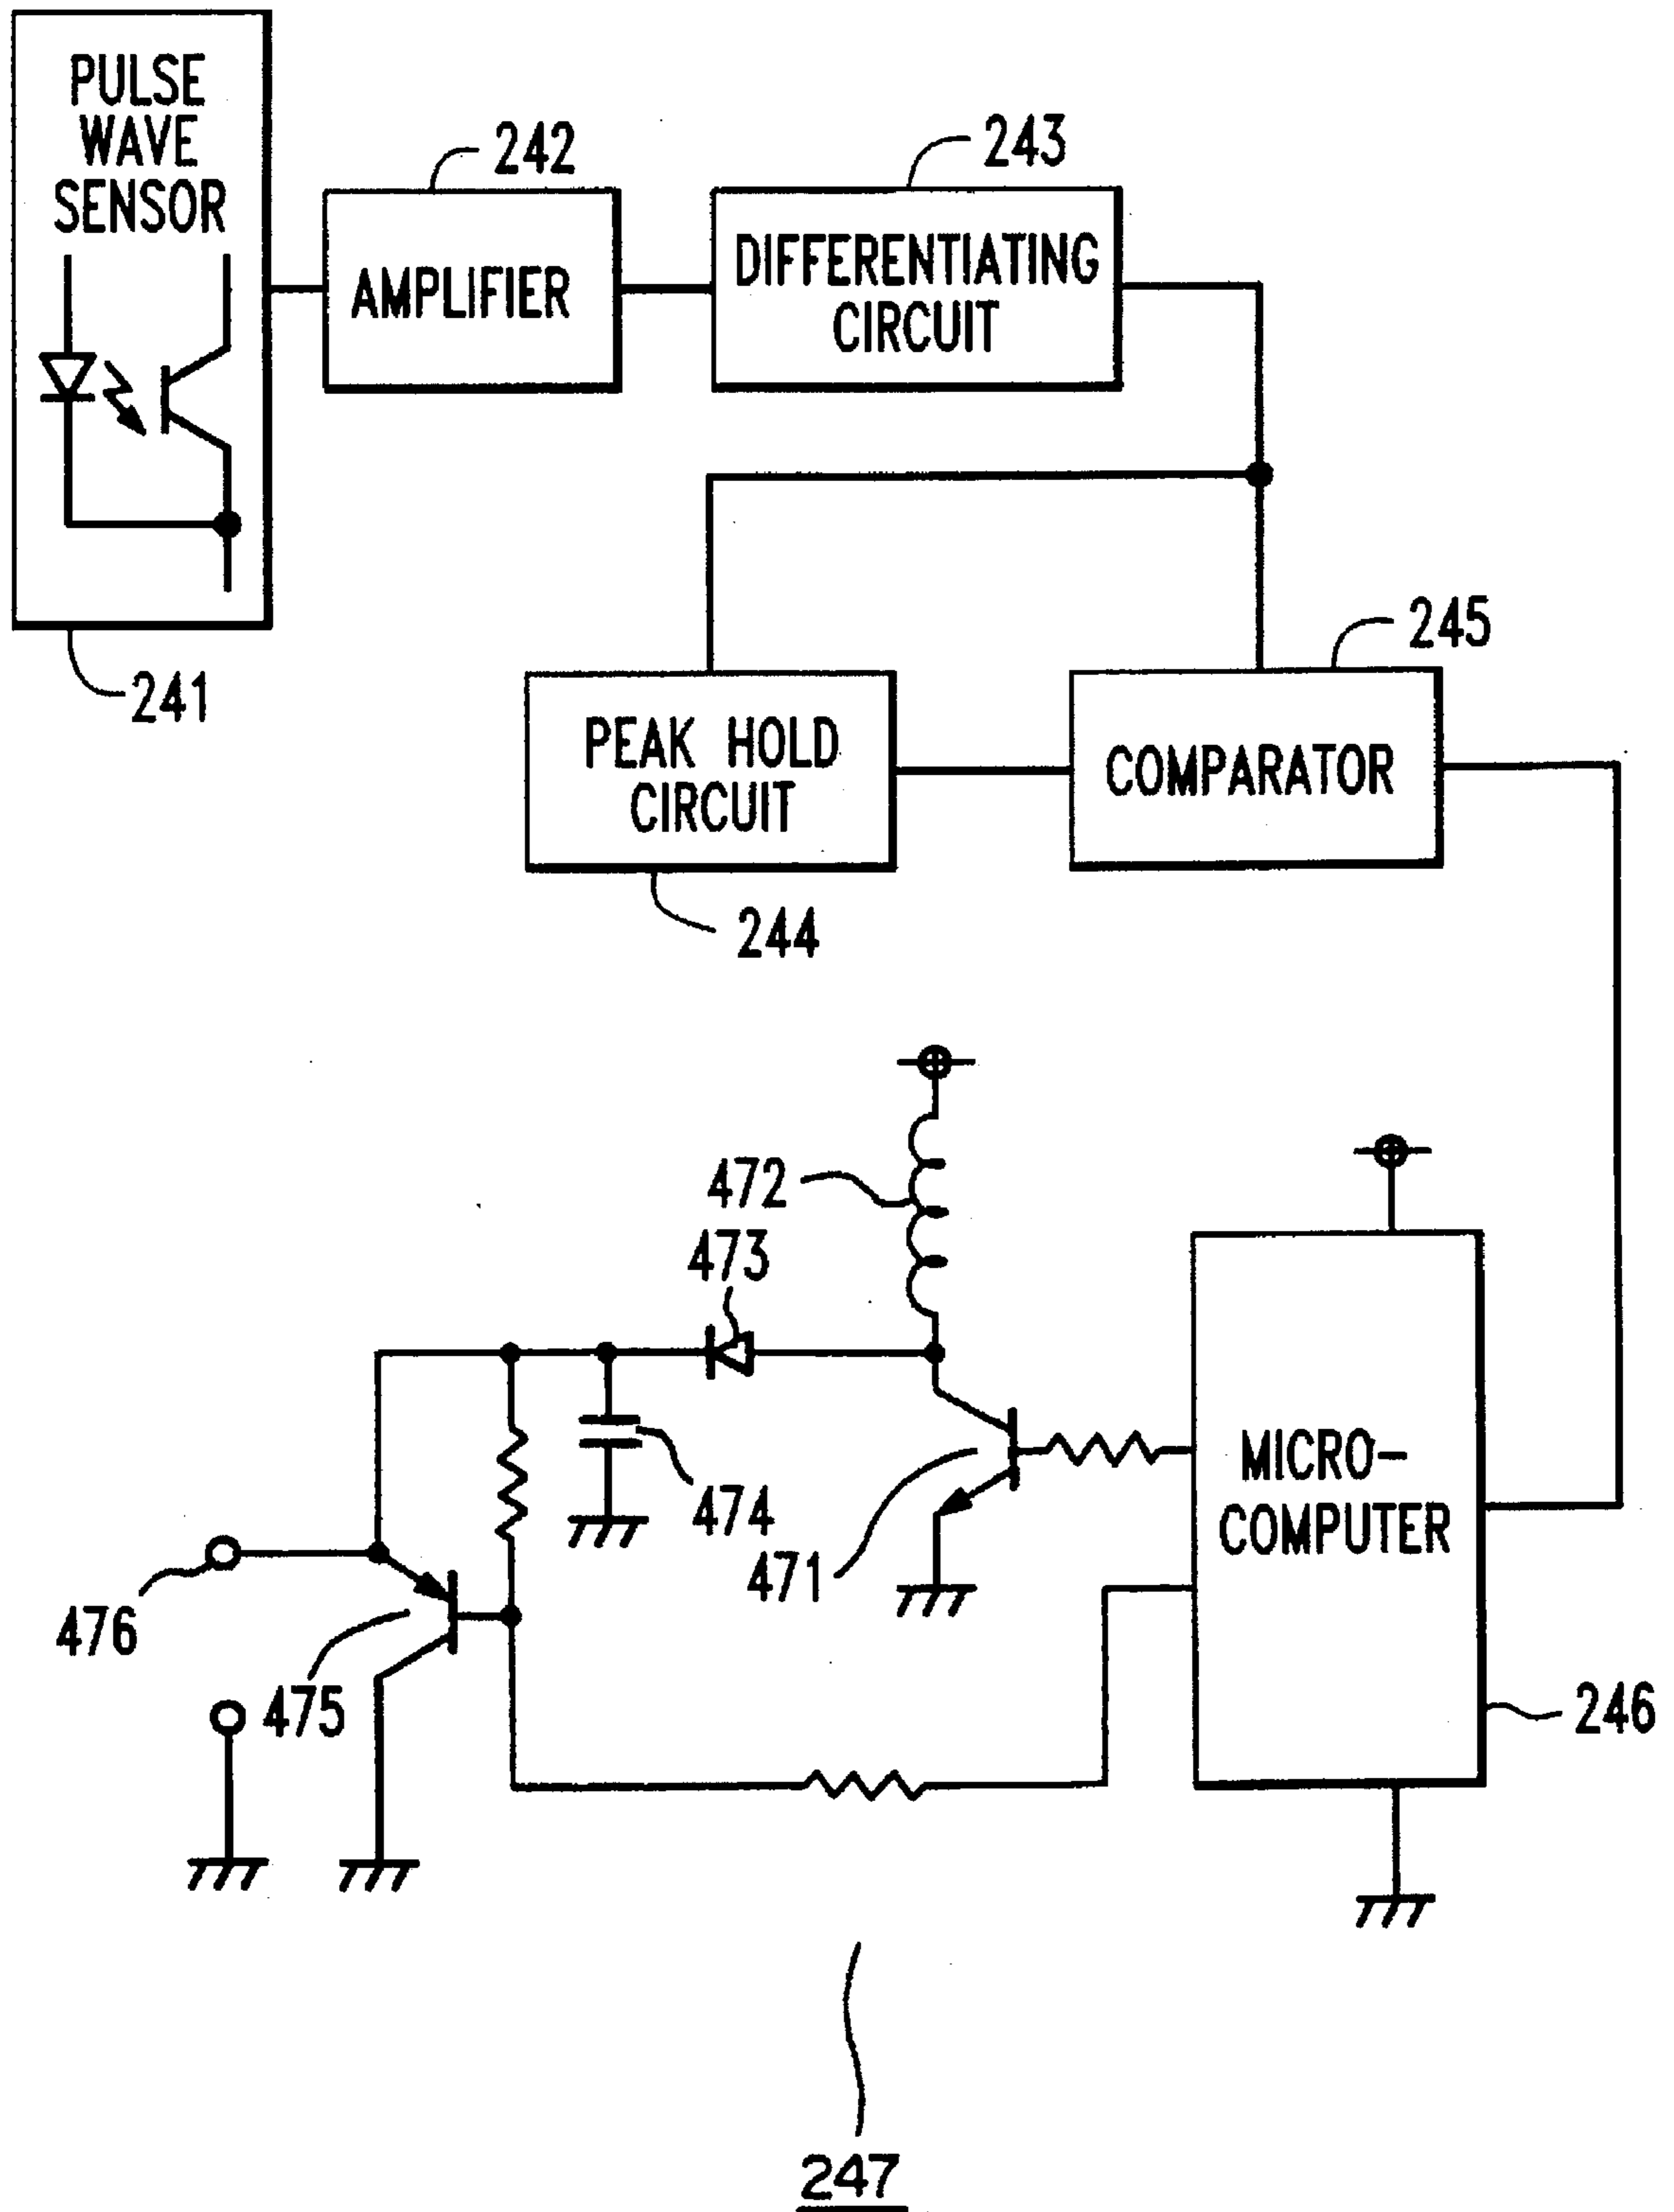 PULSE
WAVE
SENSOR
241
242
AMPLIFIER
243
DIFFERENTIATING
CIRCUIT
245
PEAK HOLD
CIRCUIT
COMPARATOR
244
472
473
474
471
MICRO-
COMPUTER
476
475
246
247